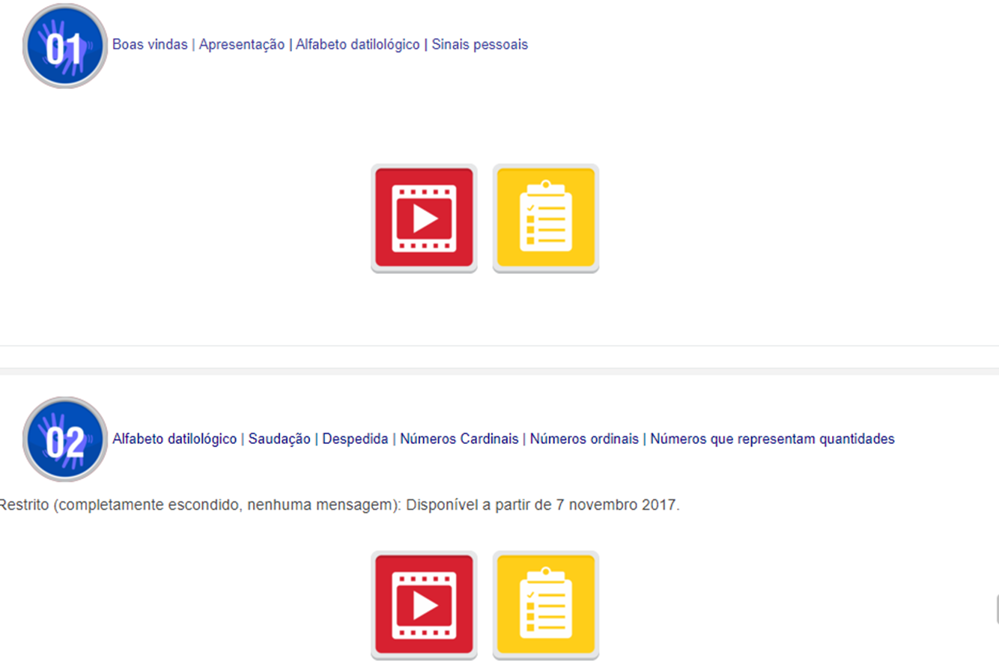 01 Boas vindas | Apresentação | Alfabeto datilológico | Sinais pessoais
02 Alfabeto datilológico | Saudação | Despedida | Números Cardinais | Números ordinais | Números que representam quantidades
Restrito (completamente escondido, nenhuma mensagem): Disponível a partir de 7 novembro 2017.